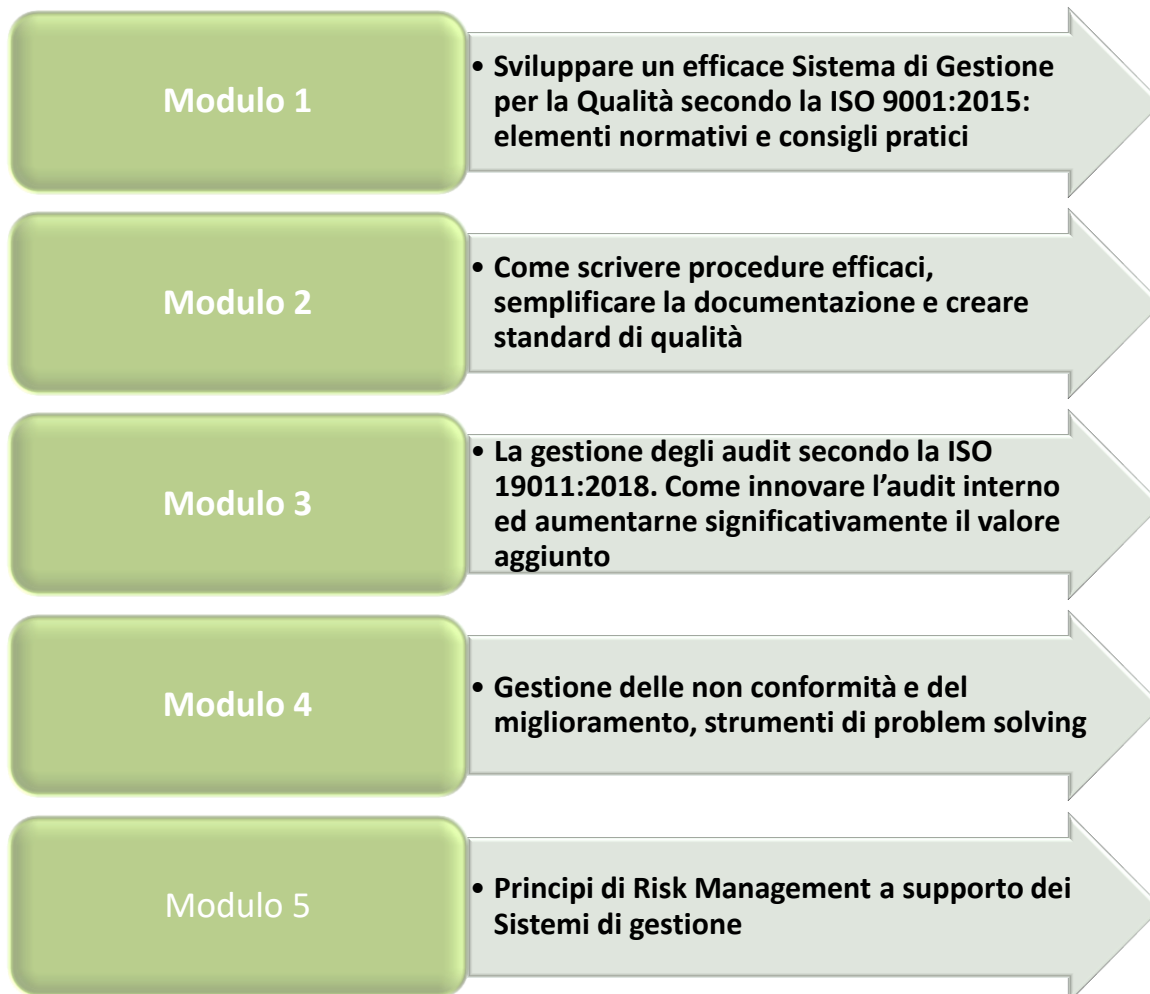 Modulo 1
• Sviluppare un efficace Sistema di Gestione
per la Qualità secondo la ISO 9001:2015:
elementi normativi e consigli pratici
Modulo 2
• Come scrivere procedure efficaci,
semplificare la documentazione e creare
standard di qualità
Modulo 3
• La gestione degli audit secondo la ISO
19011:2018. Come innovare l’audit interno
ed aumentarne significativamente il valore
aggiunto
Modulo 4
• Gestione delle non conformità e del
miglioramento, strumenti di problem solving
Modulo 5
• Principi di Risk Management a supporto dei
Sistemi di gestione